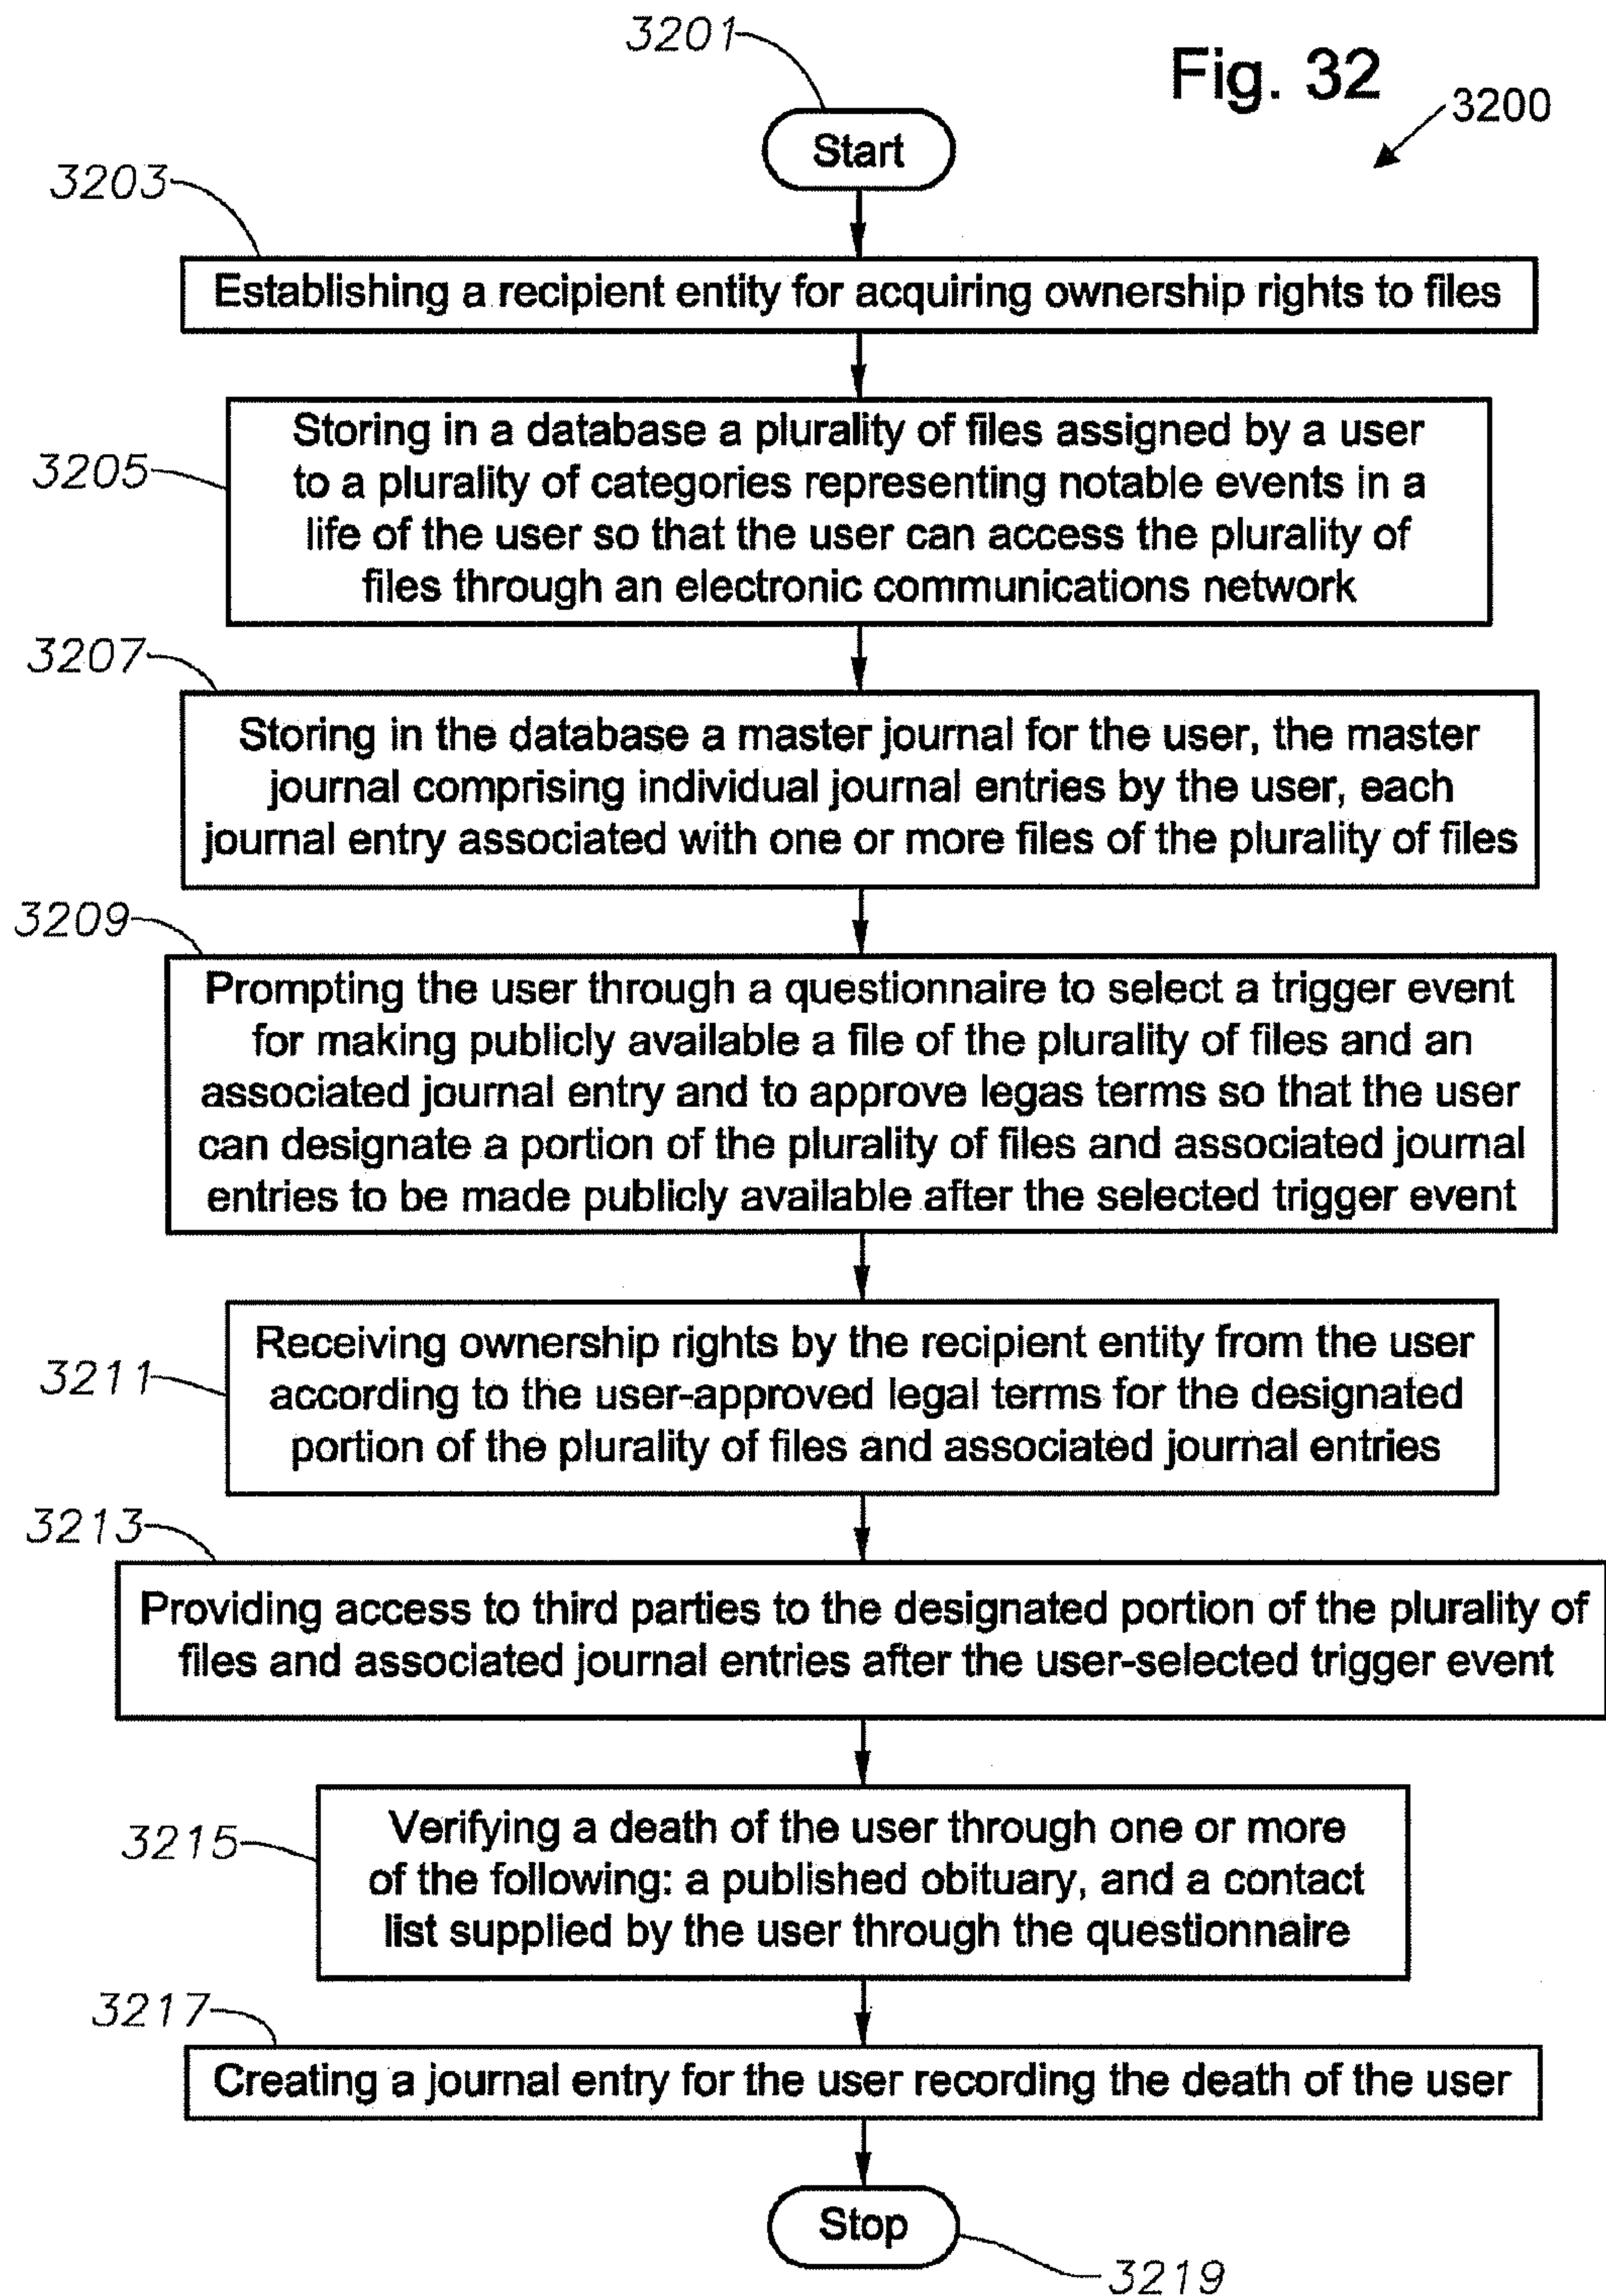 3201
Fig. 32
3200
Start
3203
Establishing a recipient entity for acquiring ownership rights to files
3205
Storing in a database a plurality of files assigned by a user
to a plurality of categories representing notable events in a
life of the user so that the user can access the plurality of
files through an electronic communications network
3207
Storing in the database a master journal for the user, the master
journal comprising individual journal entries by the user, each
journal entry associated with one or more files of the plurality of files
3209
Prompting the user through a questionnaire to select a trigger event
for making publicly available a file of the plurality of files and an
associated journal entry and to approve legas terms so that the user
can designate a portion of the plurality of files and associated journal
entries to be made publicly available after the selected trigger event
3211
Receiving ownership rights by the recipient entity from the user
according to the user-approved legal terms for the designated
portion of the plurality of files and associated journal entries
3213
Providing access to third parties to the designated portion of the plurality of
files and associated journal entries after the user-selected trigger event
3215
Verifying a death of the user through one or more
of the following: a published obituary, and a contact
list supplied by the user through the questionnaire
3217
Creating a journal entry for the user recording the death of the user
Stop
3219